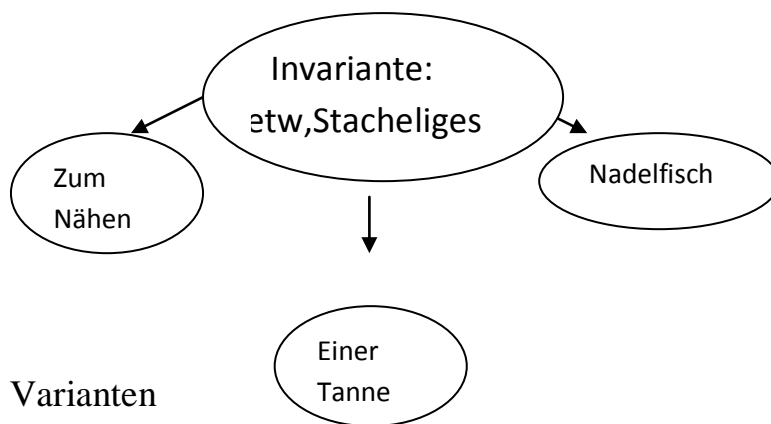 Invariante:
etw,Stacheliges
Zum
Nähen
Nadelfisch
Einer
Tanne
Varianten